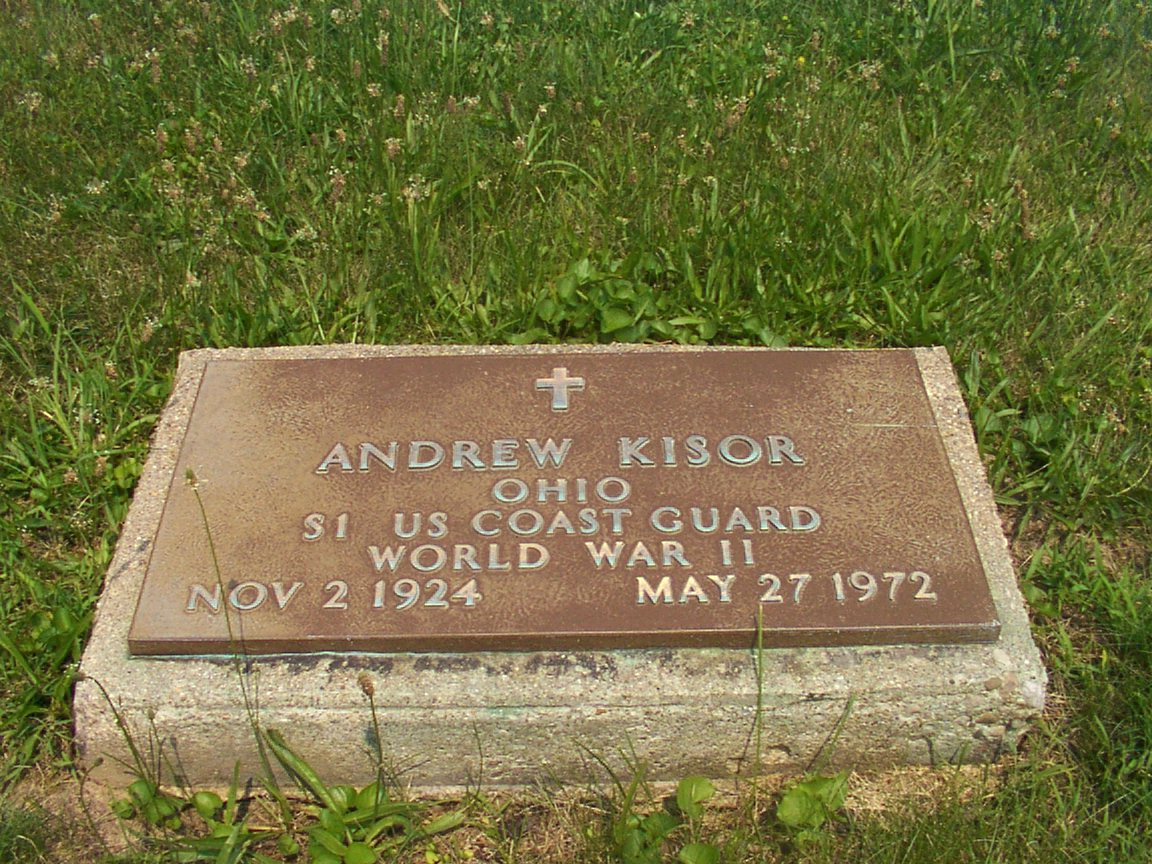 ANDREW KISOR
OHIO
S1 US COAST GUARD
WORLD WAR II
NOV 2 1924 MAY 27 1972